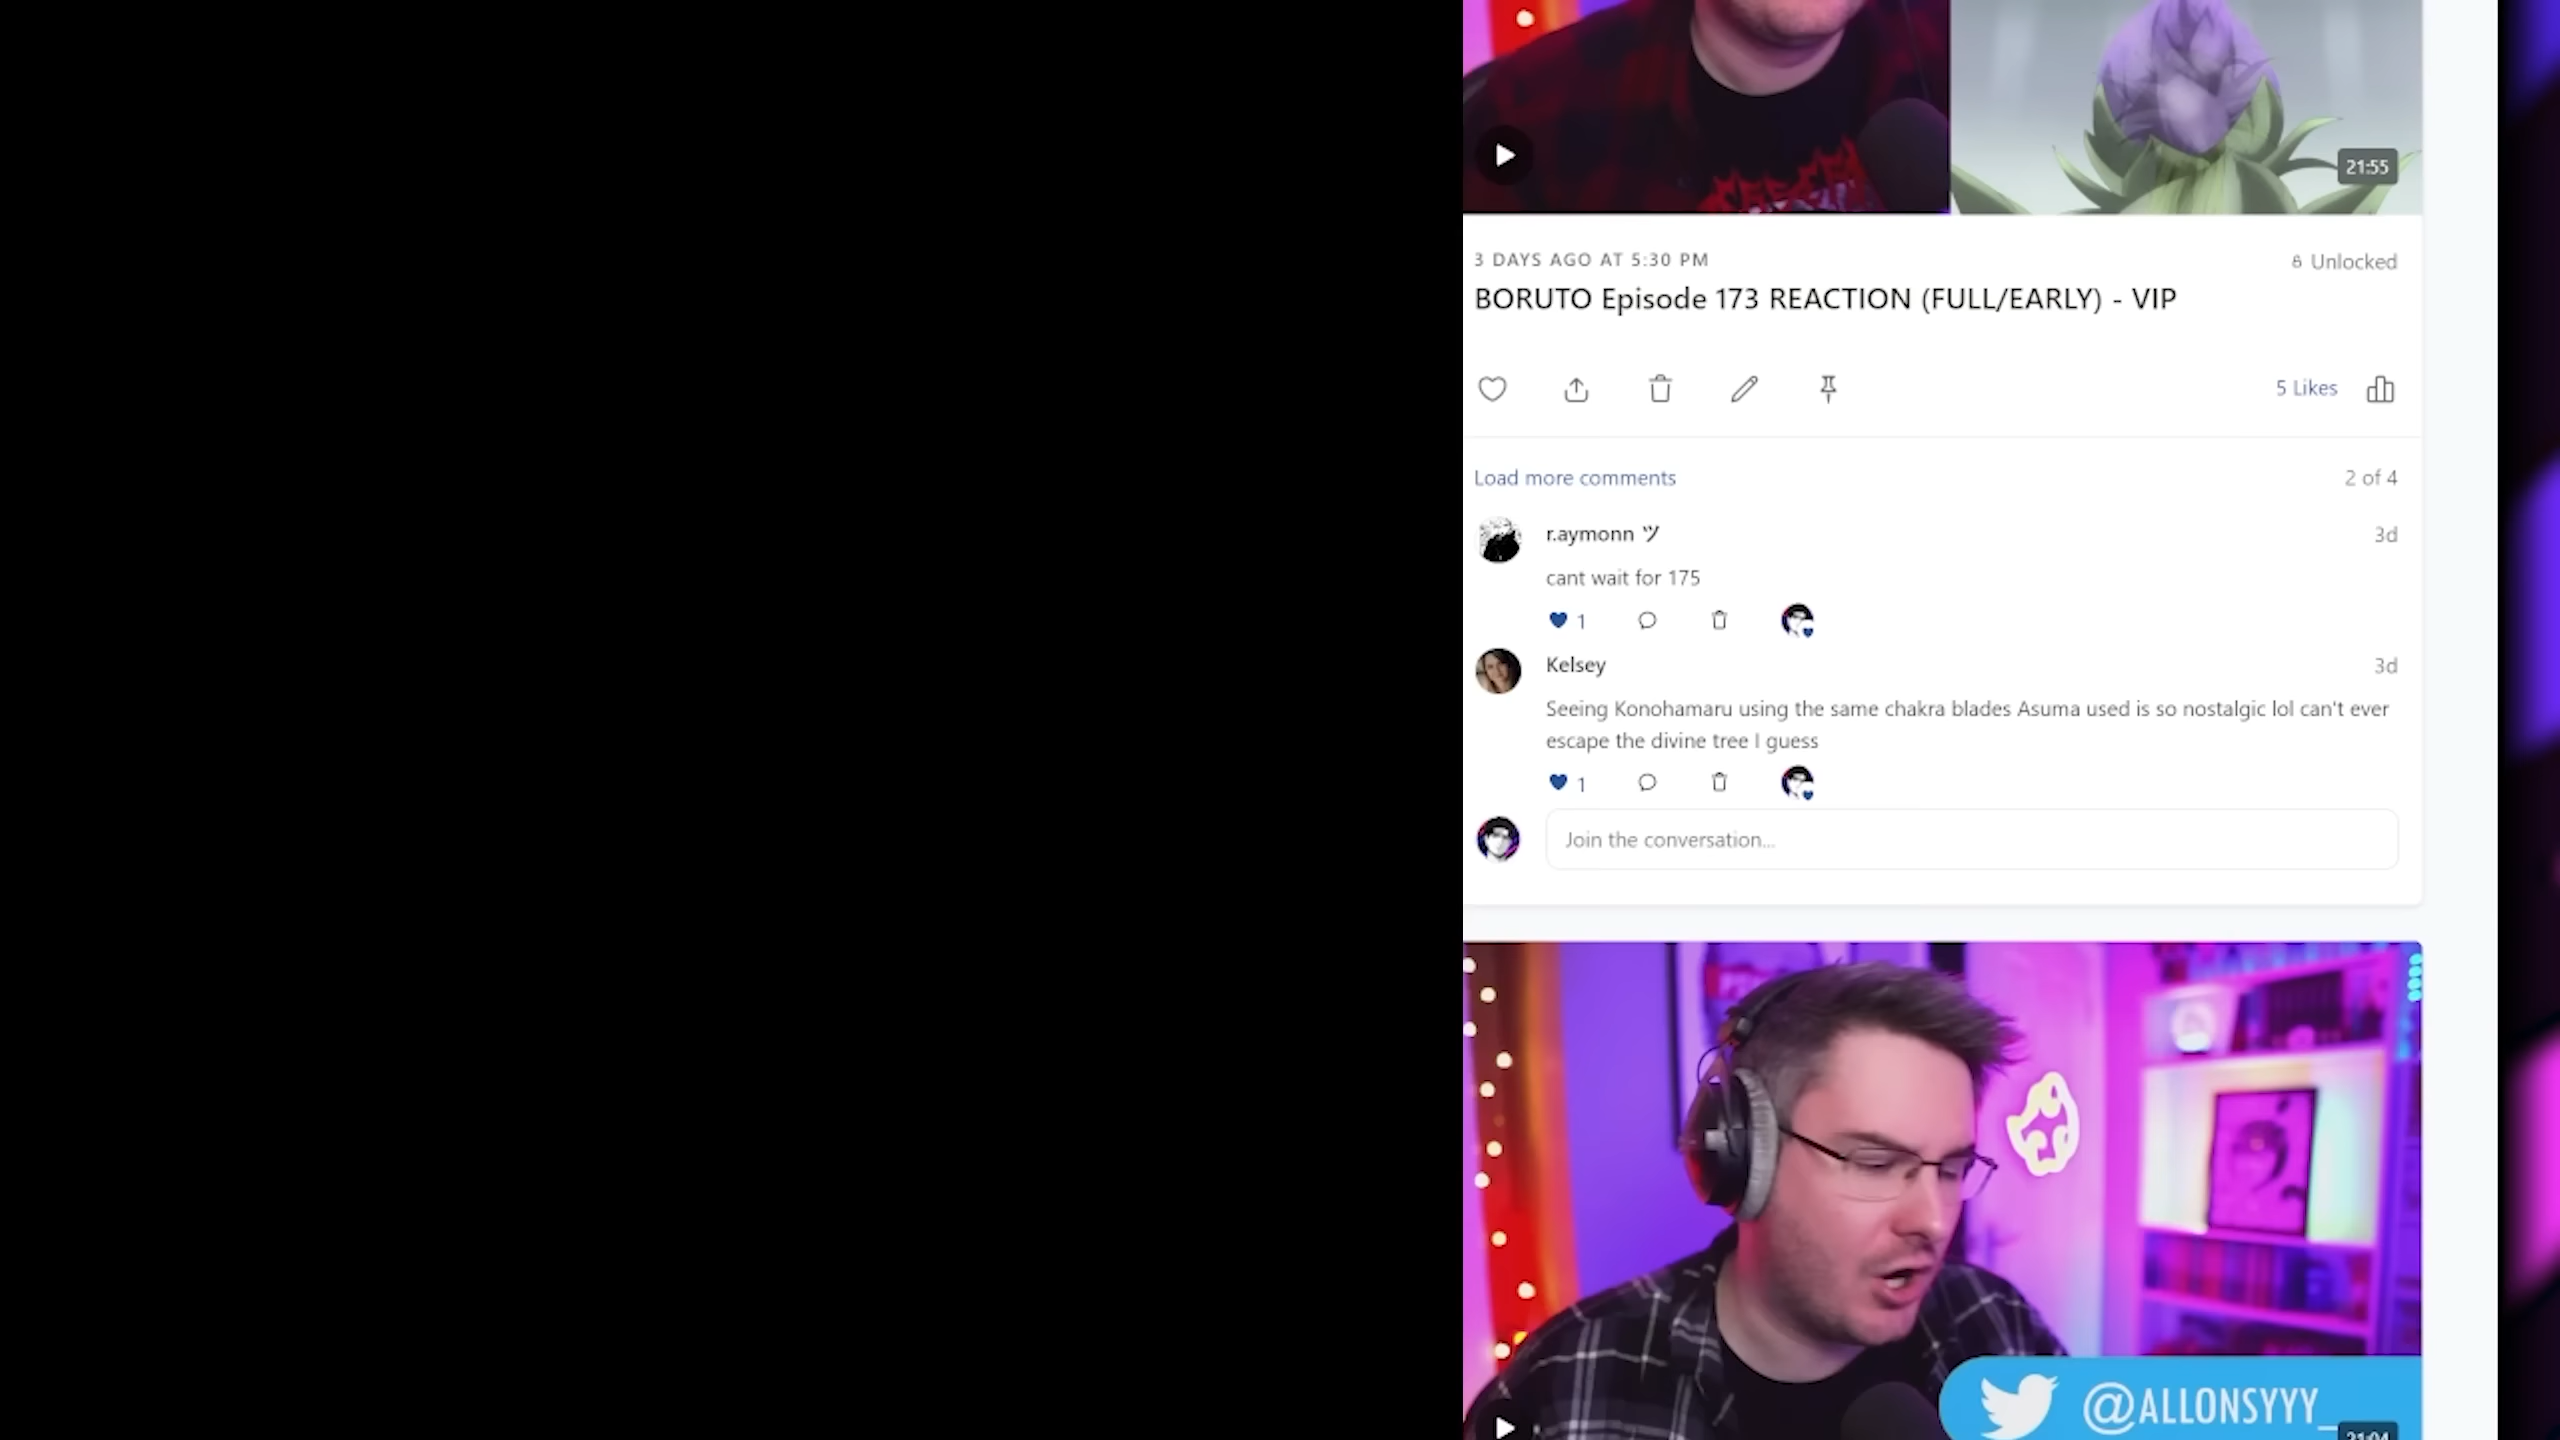 21:55
3 DAYS AGO AT 5:30 PM
Unlocked
BORUTO Episode 173 REACTION (FULL/EARLY) - VIP
5 Likes
Load more comments
2 of 4
r.aymonn ツ
3d
cant wait for 175
1
Kelsey
3d
Seeing Konohamaru using the same chakra blades Asuma used is so nostalgic lol can't ever
escape the divine tree I guess
1
Join the conversation...
@ALLONSYYY_